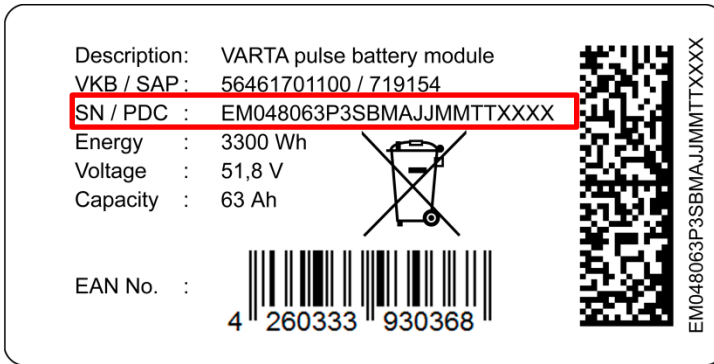 Description: VARTA pulse battery module
VKB / SAP : 56461701100 / 719154
SN / PDC : EM048063P3SBMAJJMMTTXXXX
Energy : 3300 Wh
Voltage : 51,8 V
Capacity : 63 Ah
EAN No. :
4 260333 930368
EM048063P3SBMAJJMMTTXXXX